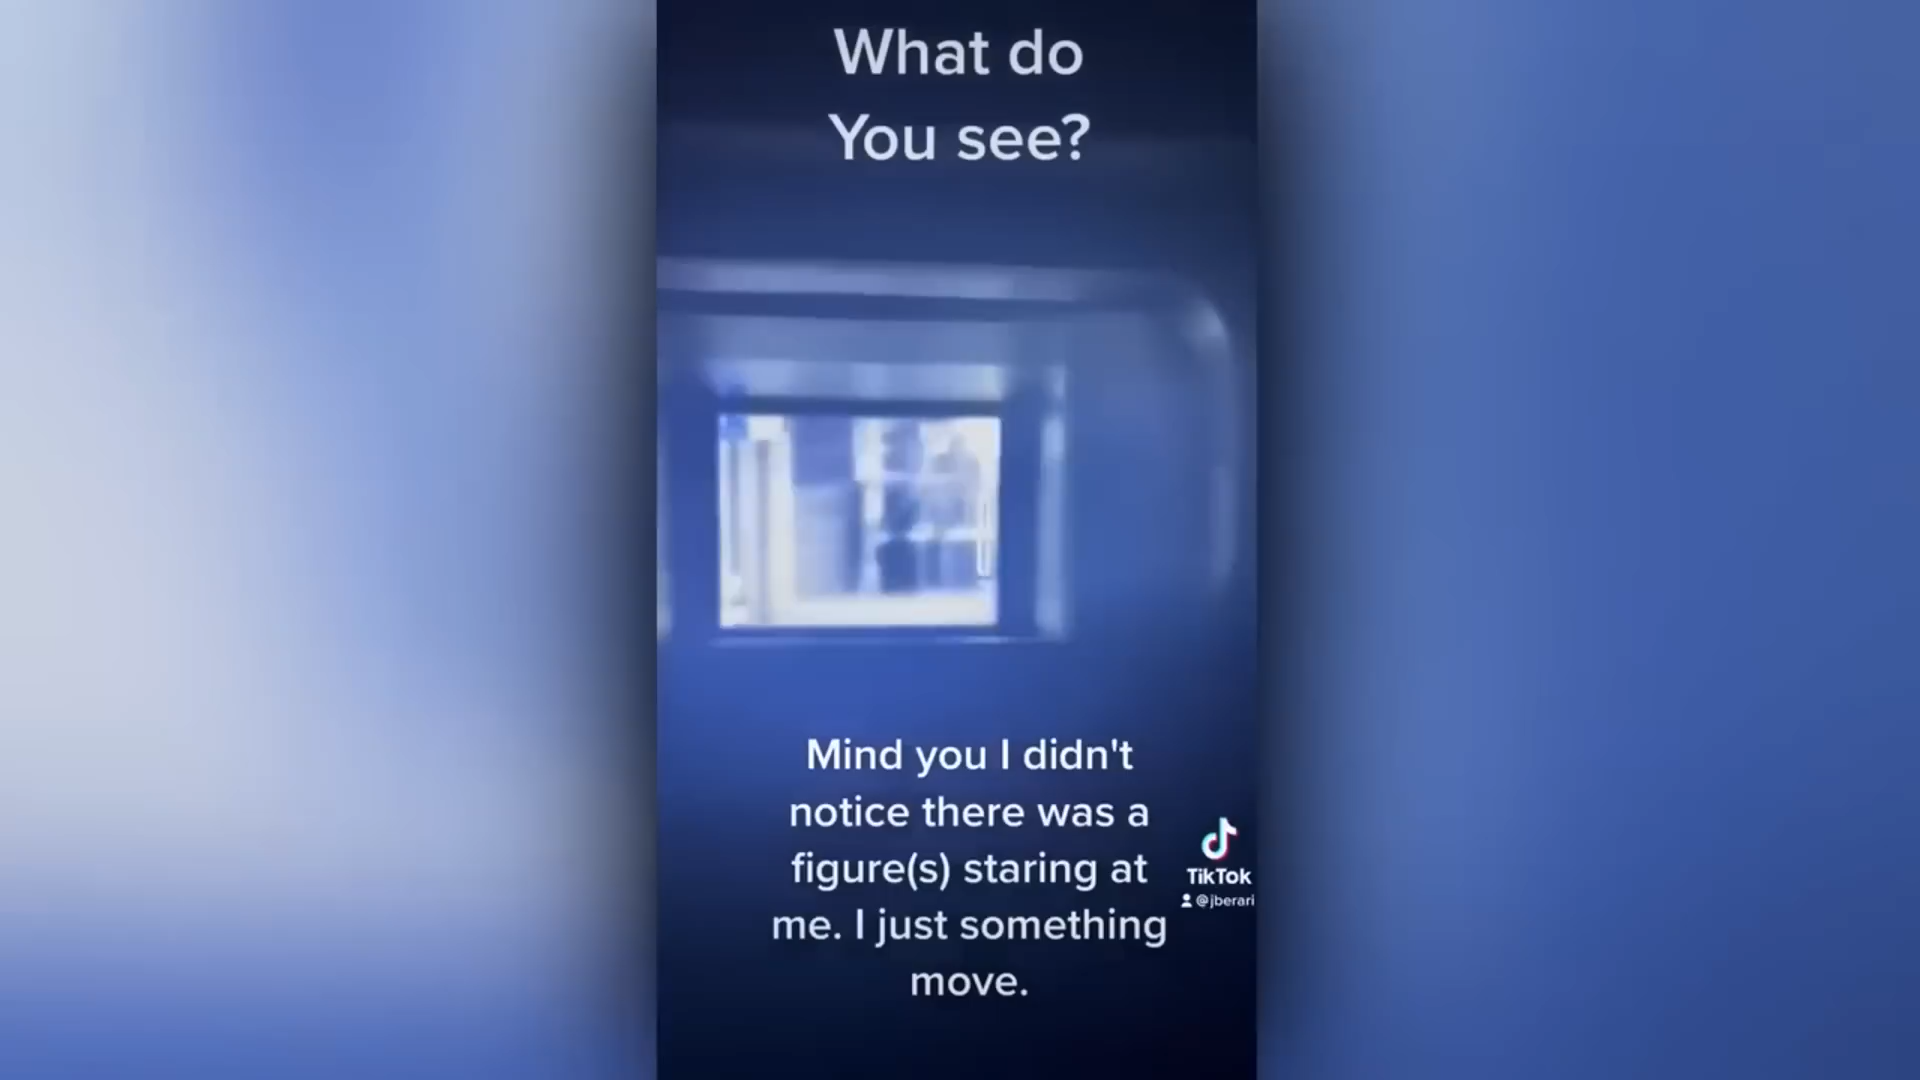 What do
You see?
Mind you I didn't
notice there was a
figure(s) staring at
me. I just something
move.
TikTok
@jberari